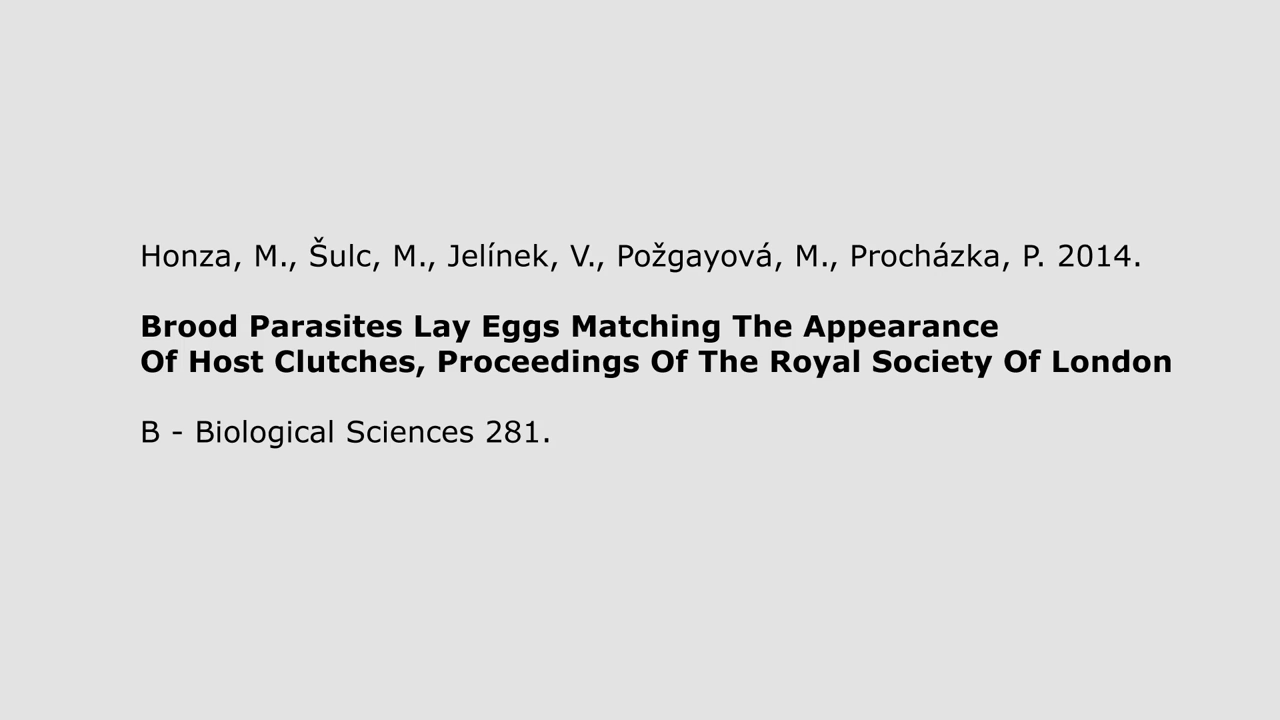 Honza, M., Šulc, M., Jelínek, V., Požgayová, M., Procházka, P. 2014.
Brood Parasites Lay Eggs Matching The Appearance
Of Host Clutches, Proceedings Of The Royal Society Of London
B - Biological Sciences 281.